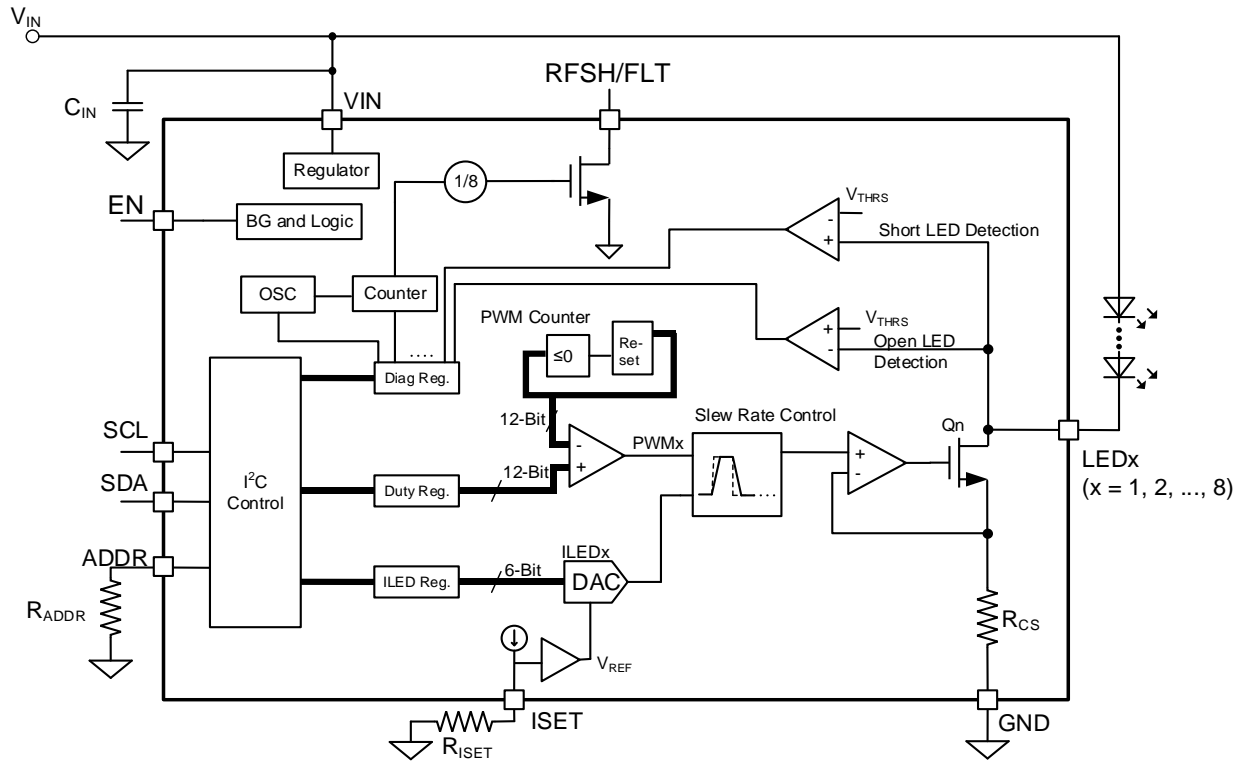 VIN
CIN
VIN
RFSH/FLT
Regulator
1/8
EN
BG and Logic
VTHRS
-
+
Short LED Detection
OSC
Counter
PWM Counter
≤0
Re-
set
+
-
VTHRS
Open LED
Detection
....
Diag Reg.
12-Bit
Slew Rate Control
Qn
SCL
SDA
I2C
Control
Duty Reg.
12-Bit
-
+
PWMx
+
-
LEDx
(x = 1, 2, ..., 8)
ADDR
RADDR
ILED Reg.
6-Bit
ILEDx
DAC
RCS
VREF
ISET
RISET
GND